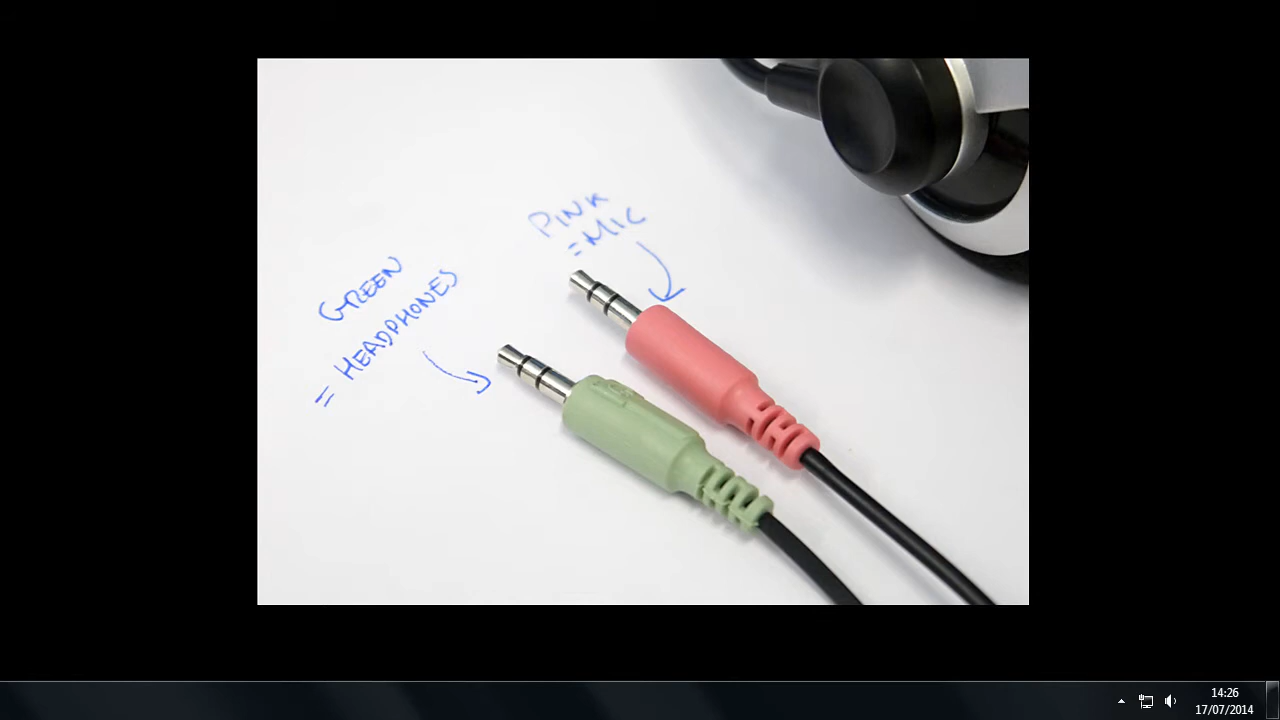 PINK
=MIC
GREEN
= HEADPHONES
14:26
17/07/2014